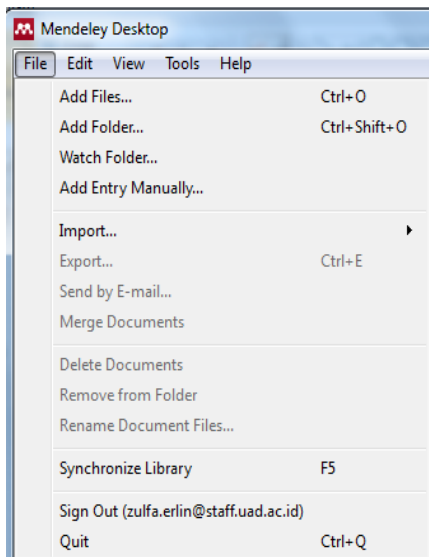 Mendeley Desktop
File Edit View Tools Help
Add Files... Ctrl+O
Add Folder... Ctrl+Shift+O
Watch Folder...
Add Entry Manually...
Import...
Export... Ctrl+E
Send by E-mail...
Merge Documents
Delete Documents
Remove from Folder
Rename Document Files...
Synchronize Library F5
Sign Out (zulfa.erlin@staff.uad.ac.id)
Quit Ctrl+Q